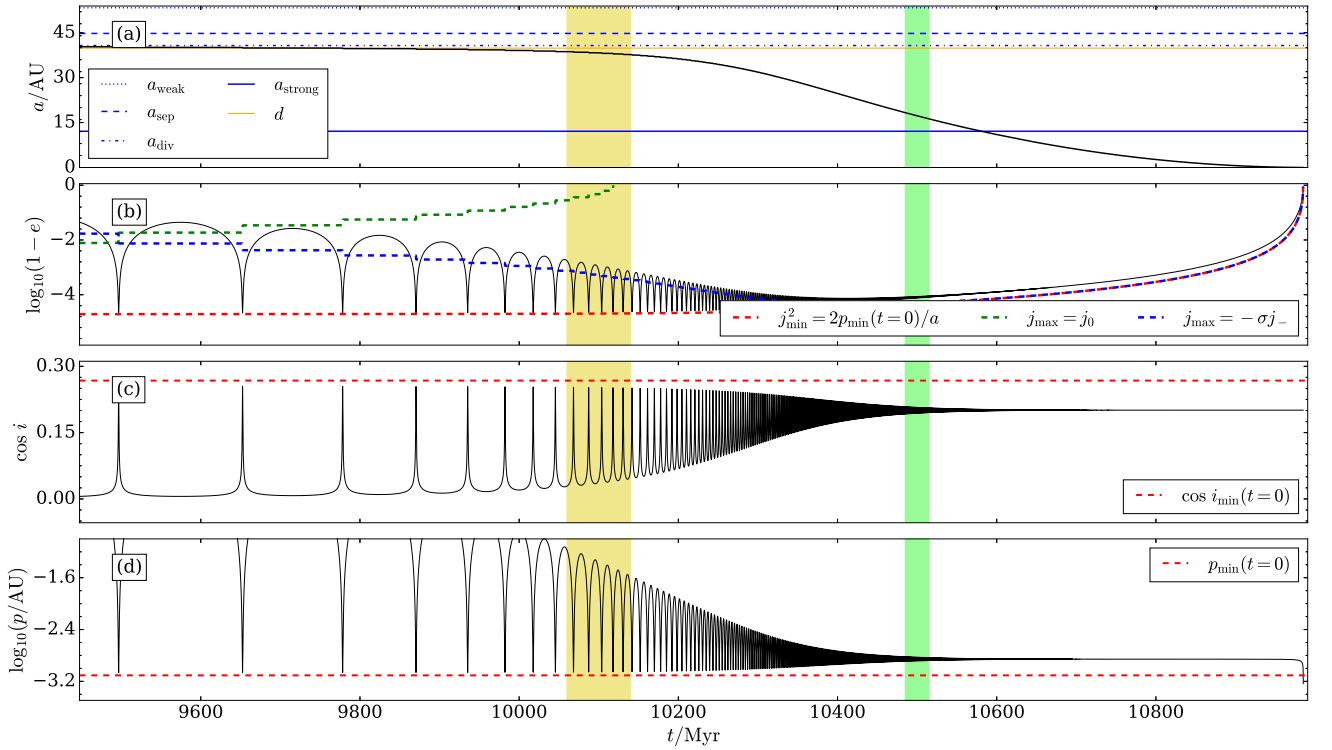 (a)
a/AU
45
30
15
0
a_weak
a_sep
a_div
a_strong
d
(b)
log₁₀(1 − e)
0
−2
−4
j²_min = 2p_min(t = 0)/a
j_max = j₀
j_max = −σj₋
(c)
cos i
0.30
0.15
0.00
cos i_min(t = 0)
(d)
log₁₀(p/AU)
−1.6
−2.4
−3.2
p_min(t = 0)
9600 9800 10000 10200 10400 10600 10800
t/Myr